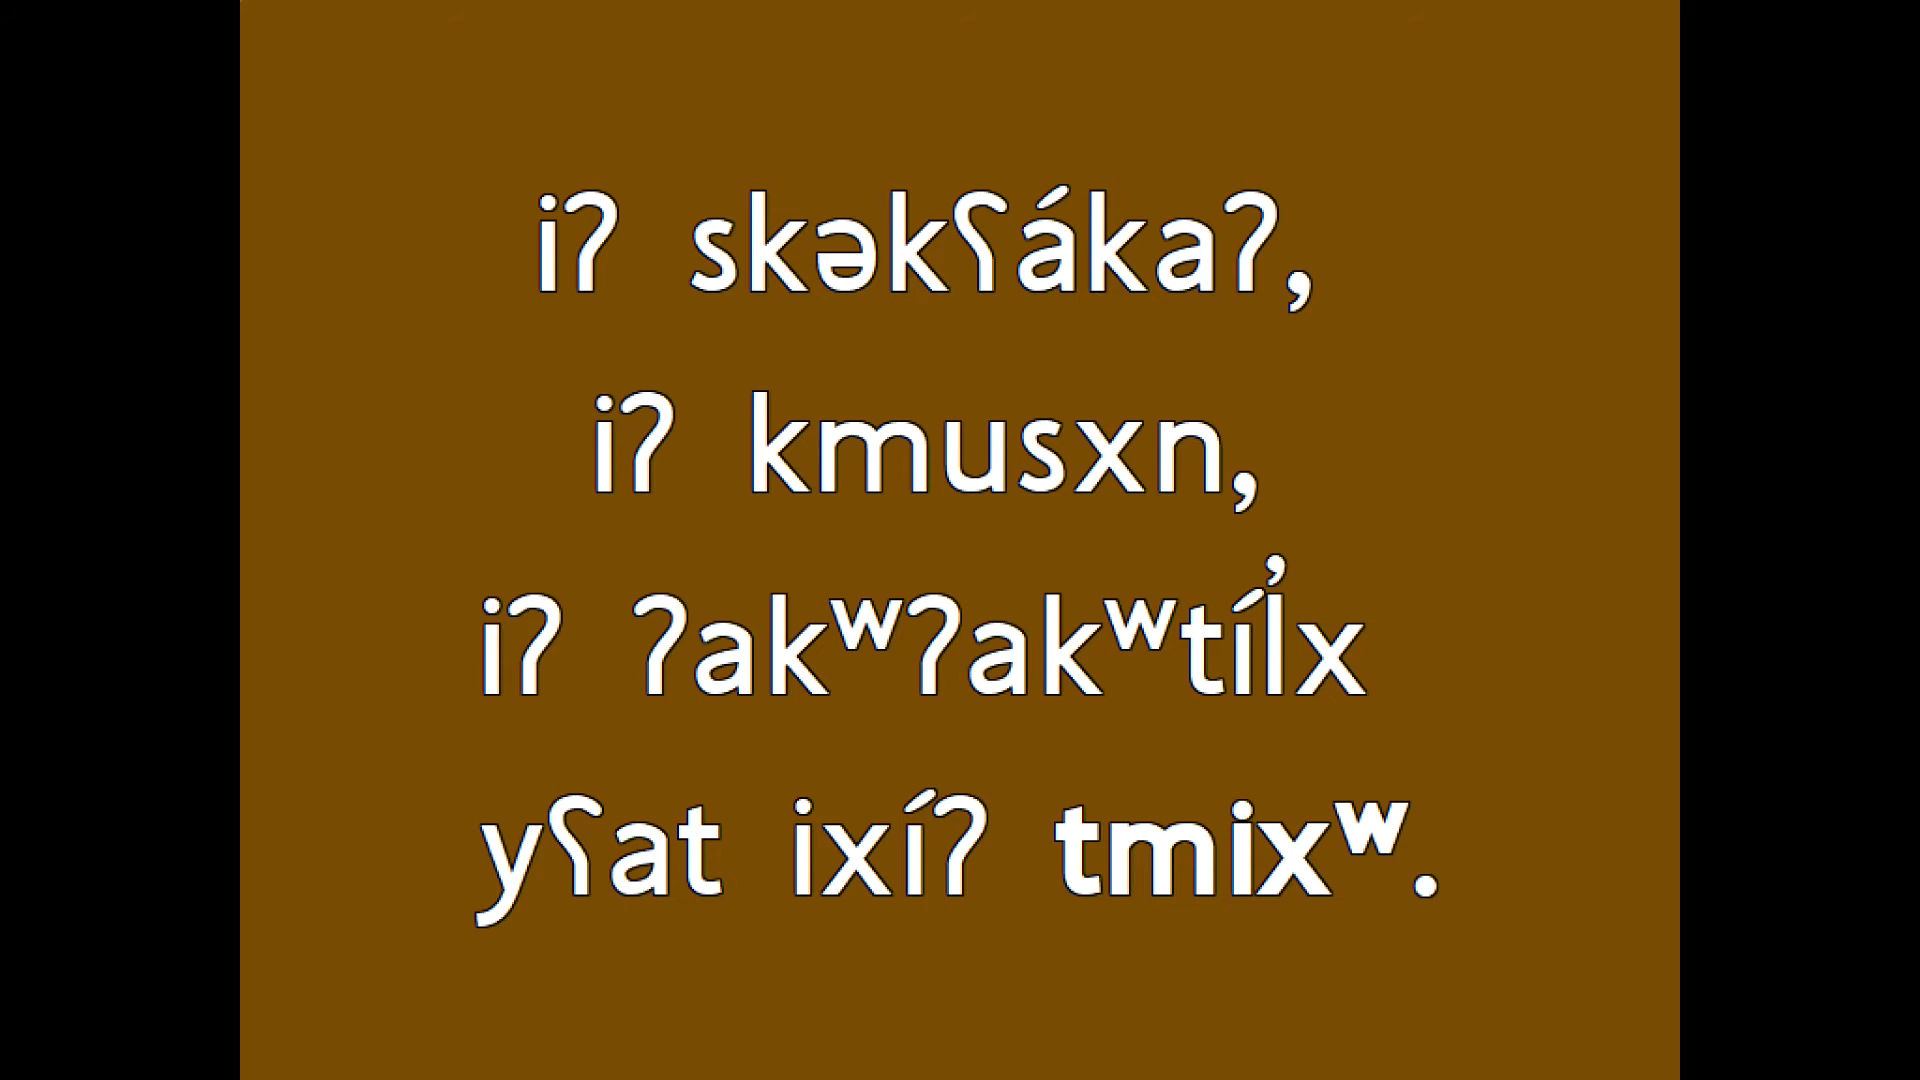 iʔ skəkʕákaʔ,
iʔ kmusxn,
iʔ ʔakʷʔakʷtíl̓x
yʕat ixíʔ tmixʷ.